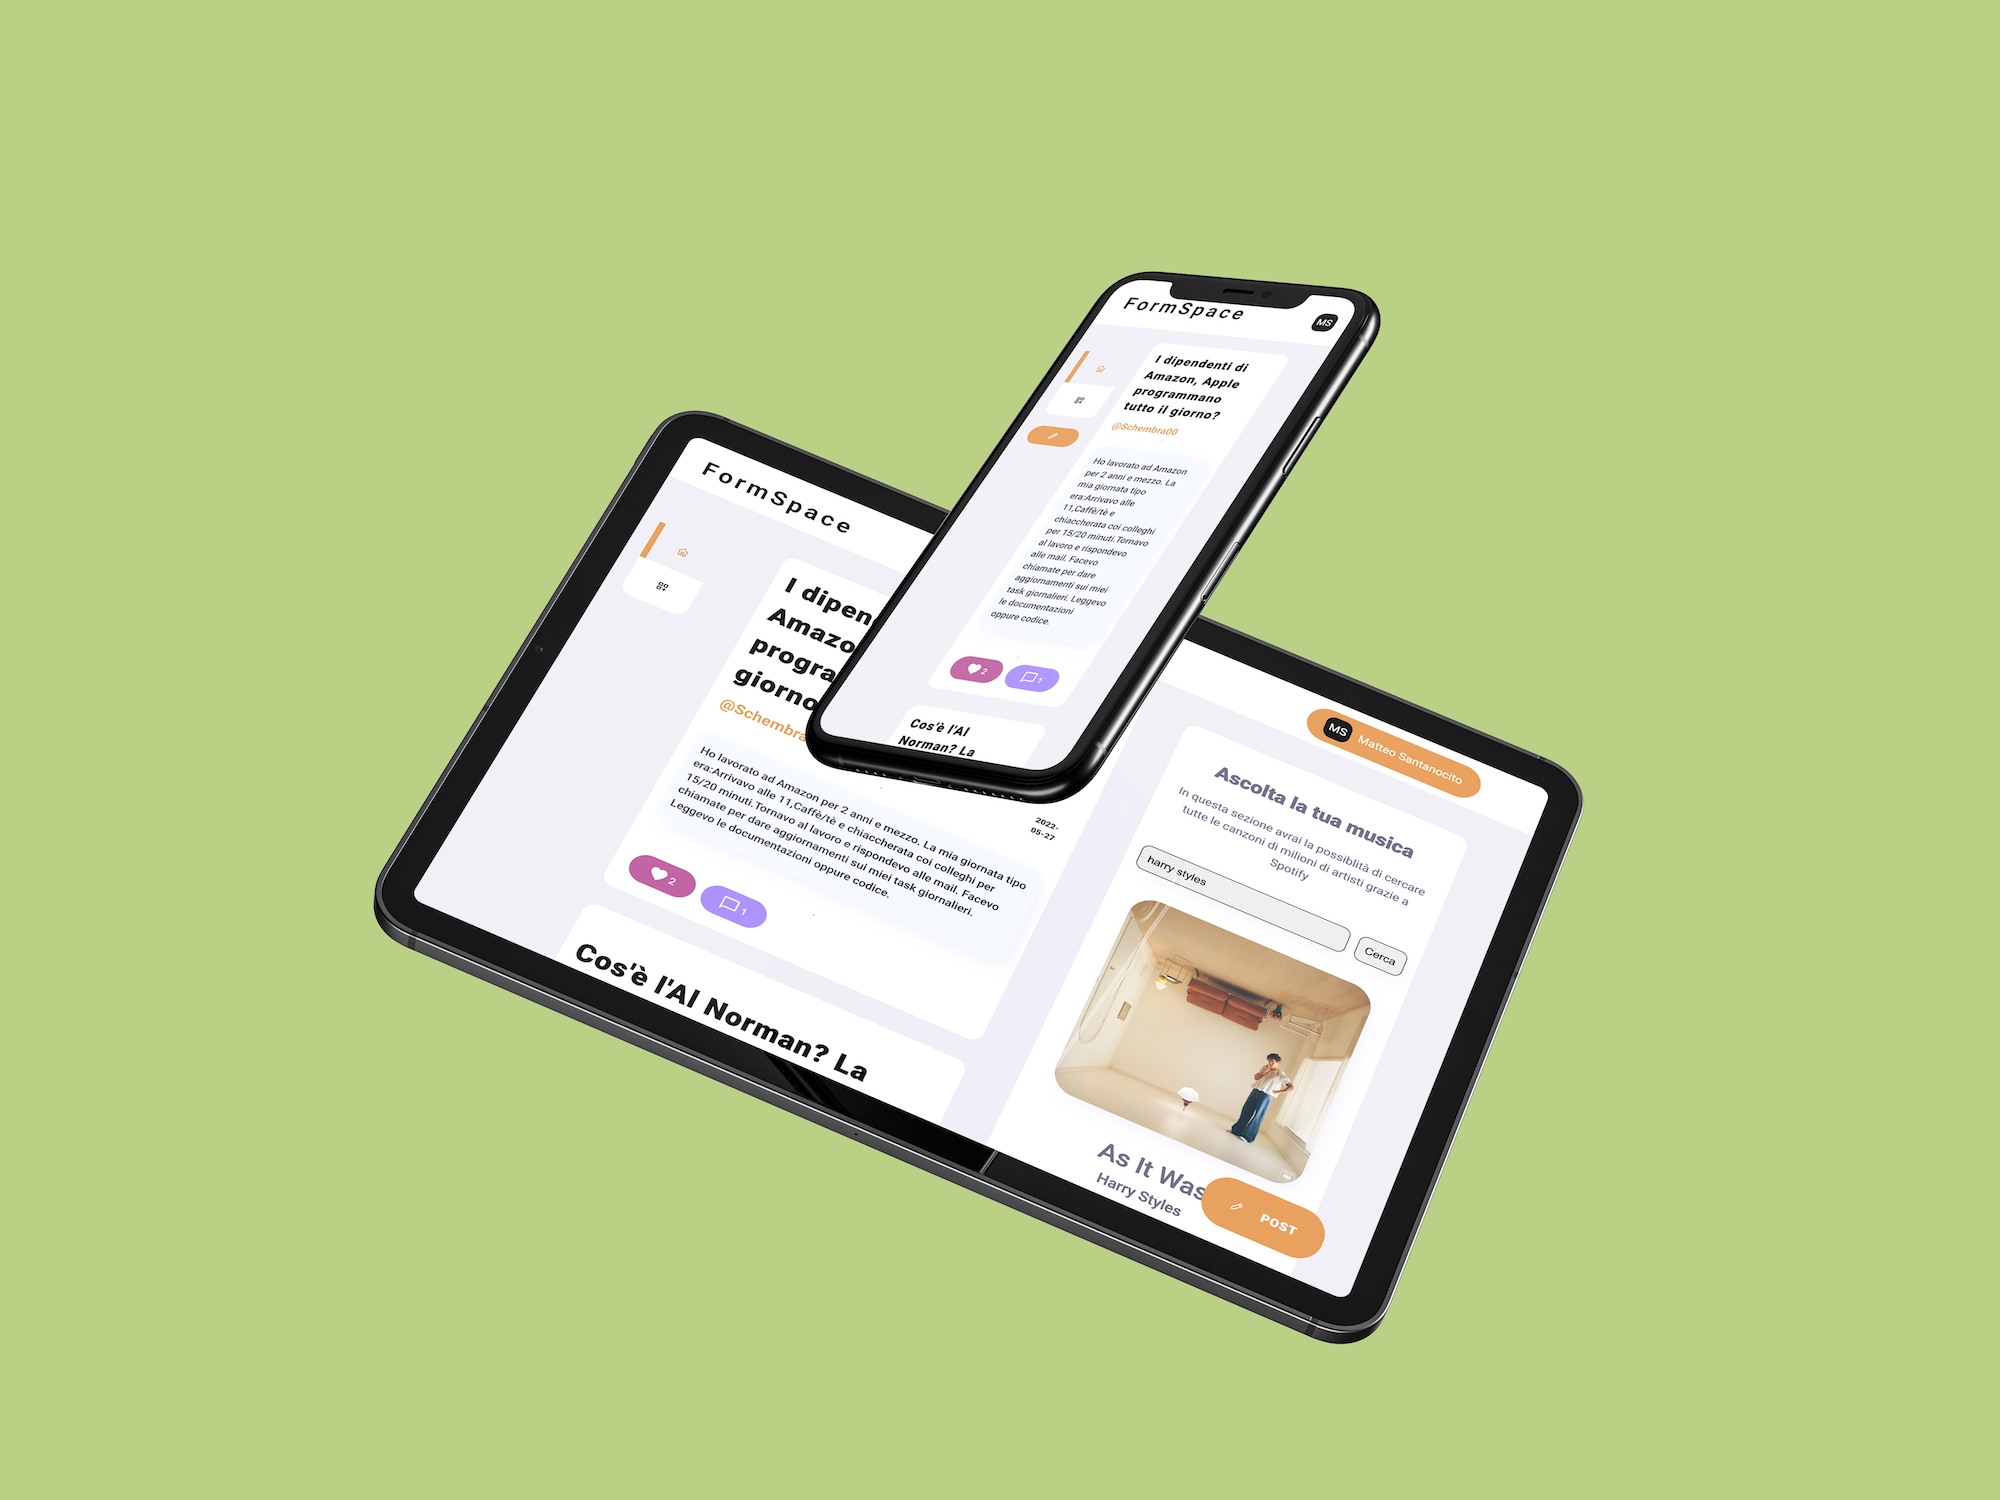 FormSpace
MS
I dipendenti di
Amazon, Apple
programmano
tutto il giorno?
@Schembra00
Ho lavorato ad Amazon
per 2 anni e mezzo. La
mia giornata tipo
era:Arrivavo alle
11,Caffè/tè e
chiaccherata coi colleghi
per 15/20 minuti.Tornavo
al lavoro e rispondevo
alle mail. Facevo
chiamate per dare
aggiornamenti sui miei
task giornalieri. Leggevo
le documentazioni
oppure codice.
2
1
Cos'è l'AI
Norman? La
FormSpace
I dipen
Amazo
progra
giorno
@Schembra
Ho lavorato ad Amazon per 2 anni e mezzo. La mia giornata tipo
era:Arrivavo alle 11,Caffè/tè e chiaccherata coi colleghi per
15/20 minuti.Tornavo al lavoro e rispondevo alle mail. Facevo
chiamate per dare aggiornamenti sui miei task giornalieri.
Leggevo le documentazioni oppure codice.
2022-
05-27
2
1
Cos'è l'AI Norman? La
MS Matteo Santanocito
Ascolta la tua musica
In questa sezione avrai la possiblità di cercare
tutte le canzoni di milioni di artisti grazie a
Spotify
harry styles
Cerca
As It Was
Harry Styles
POST